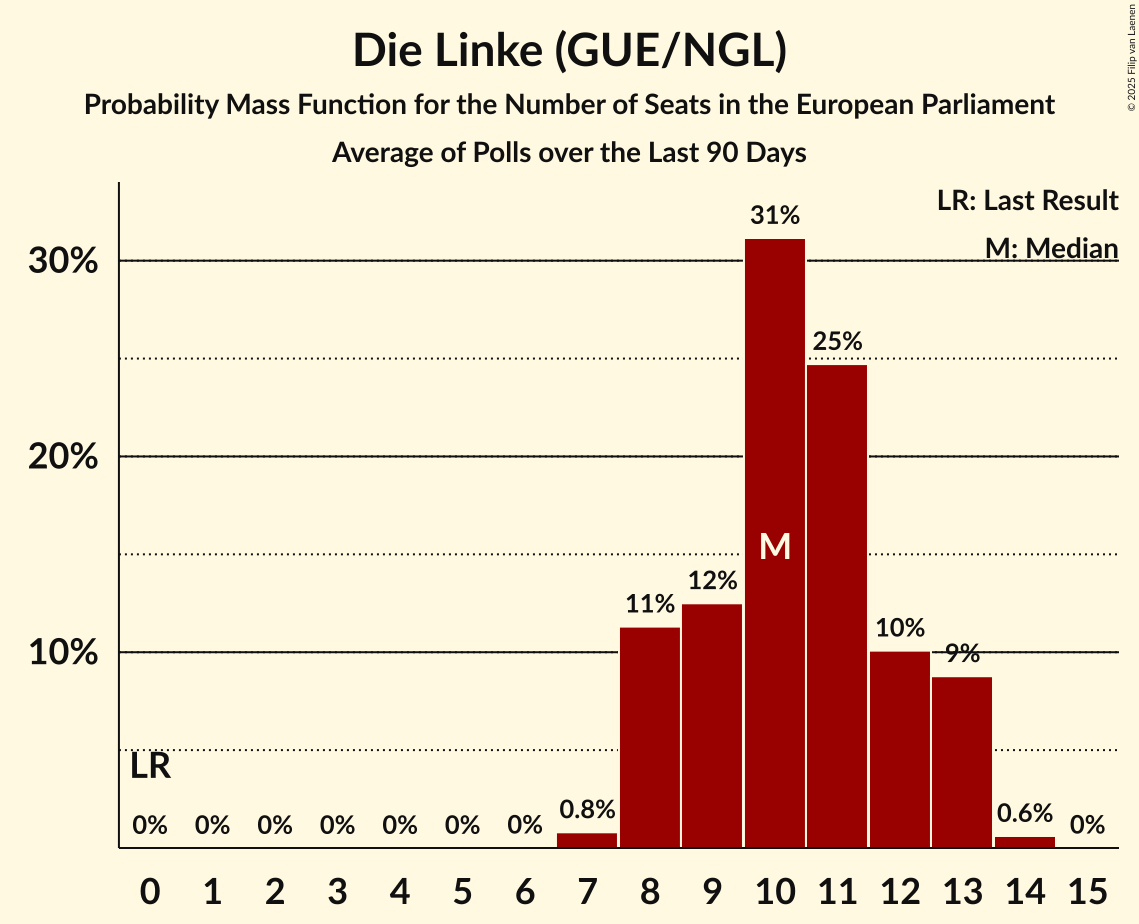 Die Linke (GUE/NGL)
Probability Mass Function for the Number of Seats in the European Parliament
Average of Polls over the Last 90 Days
© 2025 Filip van Laenen
LR: Last Result
M: Median
30%
20%
10%
31%
25%
12%
11%
10%
9%
0.8%
0.6%
0% 0% 0% 0% 0% 0% 0% 0%
M
LR
0 1 2 3 4 5 6 7 8 9 10 11 12 13 14 15